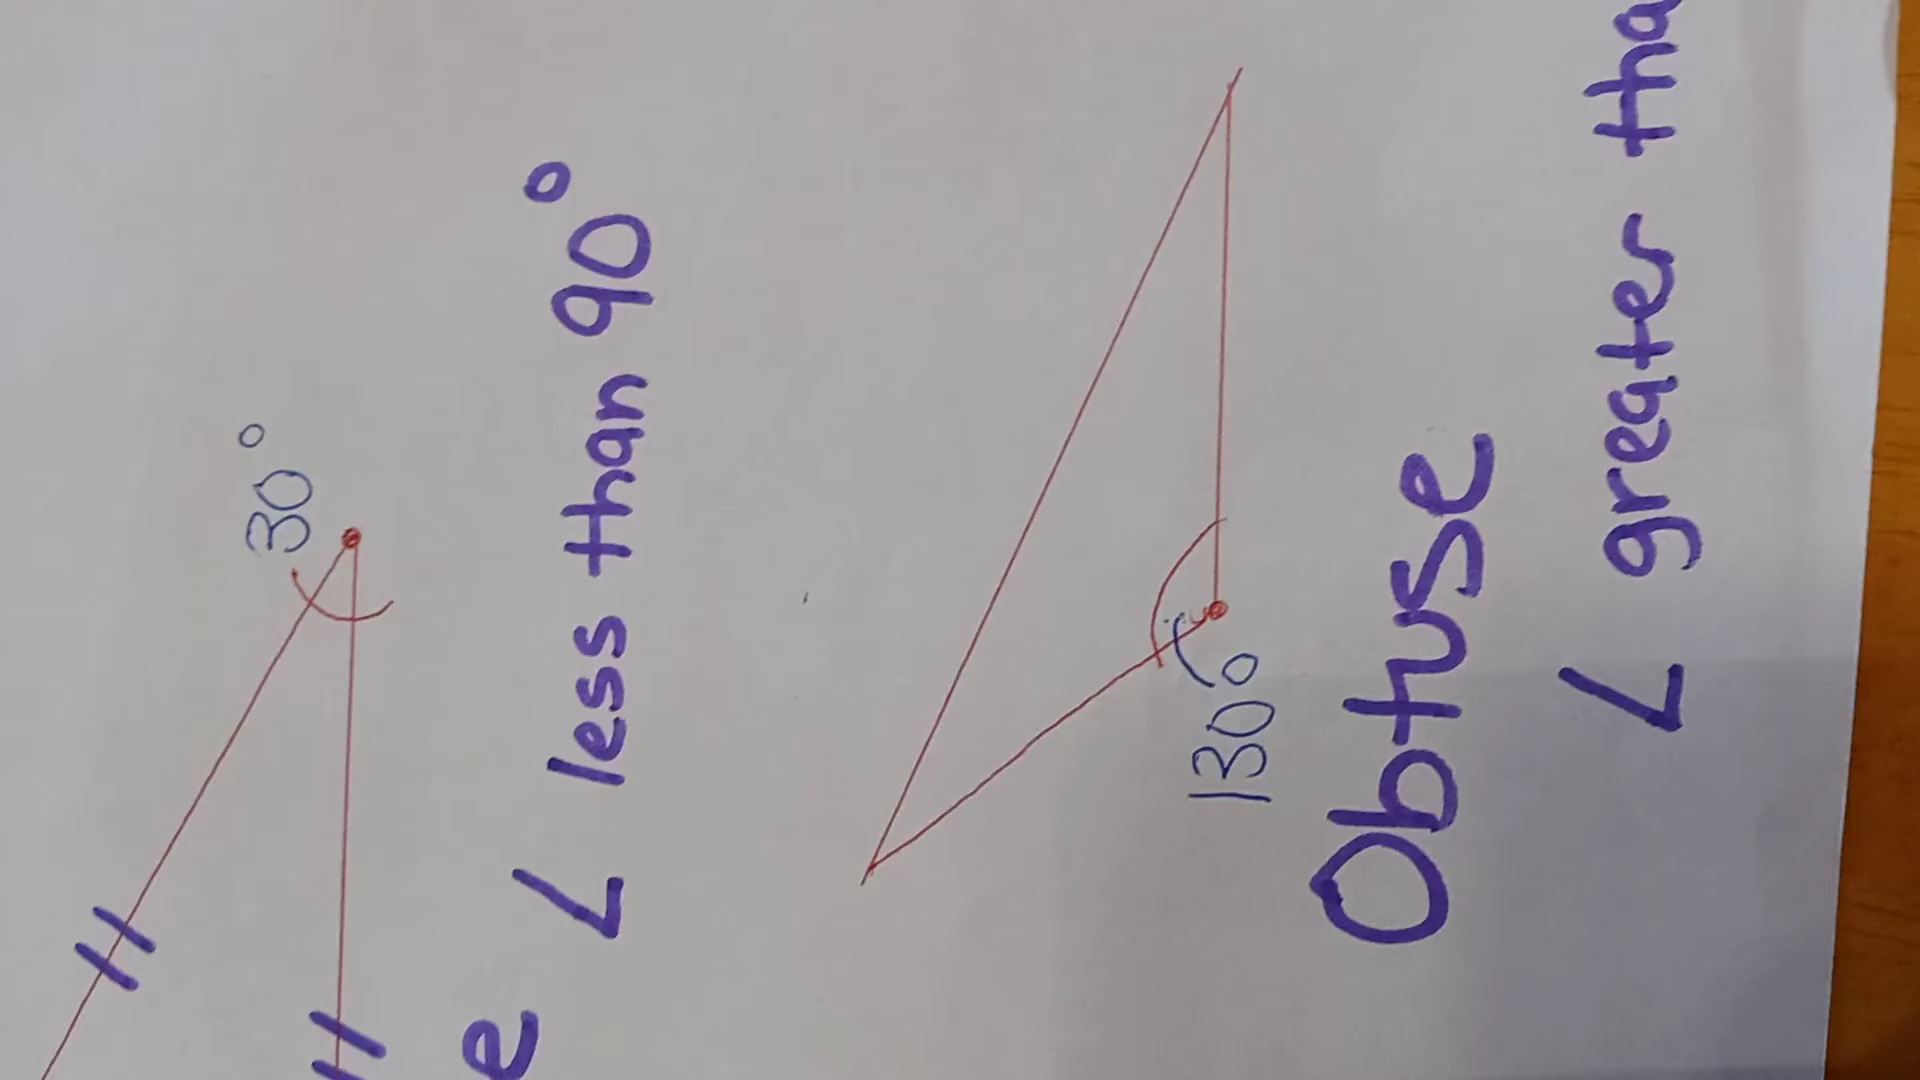 30°
e ∠ less than 90°
130°
Obtuse
∠ greater tha